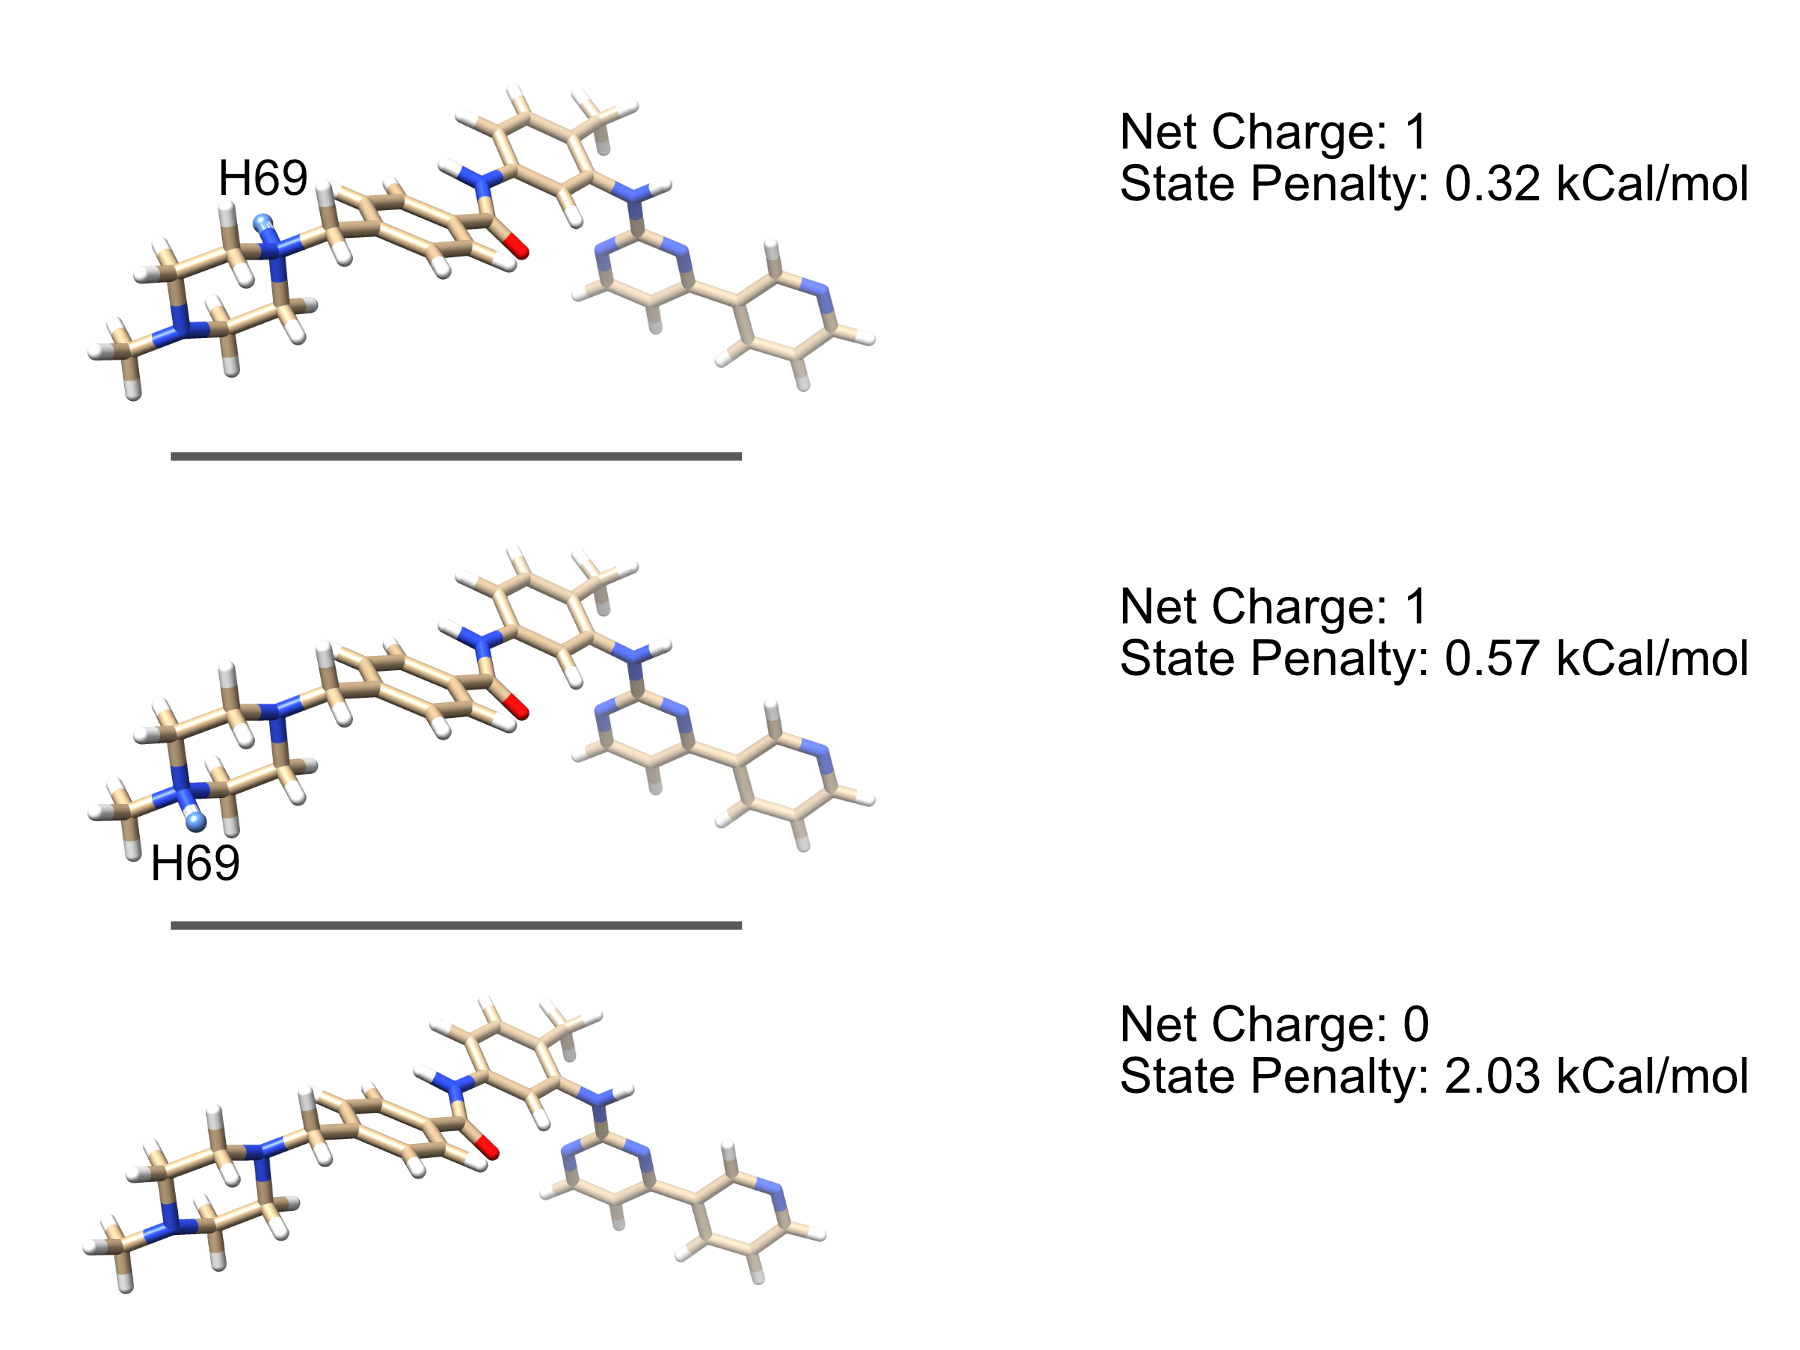 H69
Net Charge: 1
State Penalty: 0.32 kCal/mol
Net Charge: 1
State Penalty: 0.57 kCal/mol
H69
Net Charge: 0
State Penalty: 2.03 kCal/mol